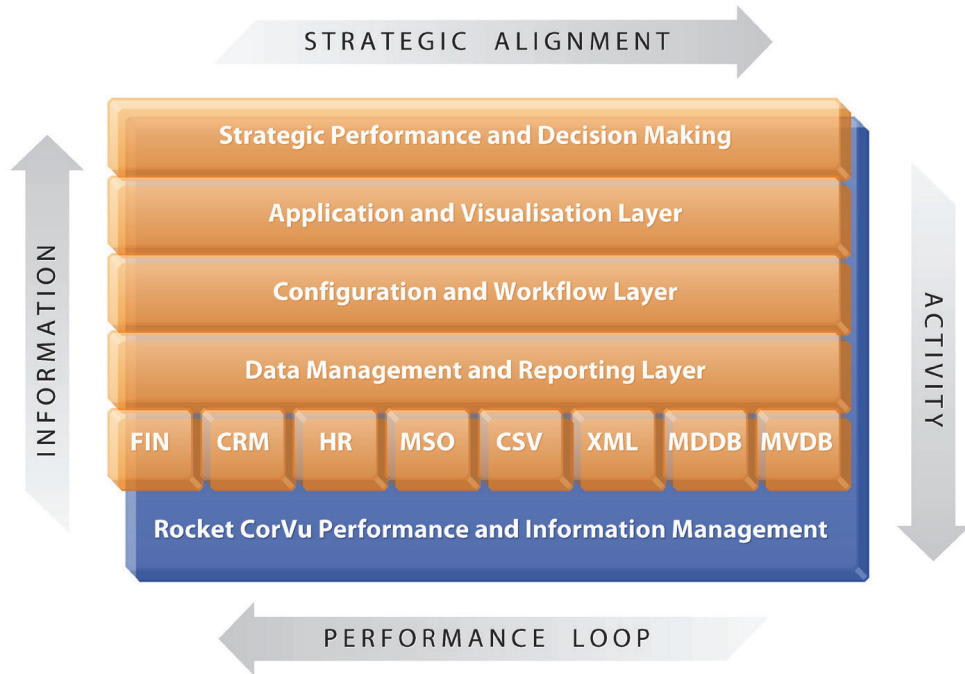 STRATEGIC ALIGNMENT
Strategic Performance and Decision Making
Application and Visualisation Layer
Configuration and Workflow Layer
Data Management and Reporting Layer
FIN CRM HR MSO CSV XML MDDB MVDB
Rocket CorVu Performance and Information Management
INFORMATION
ACTIVITY
PERFORMANCE LOOP